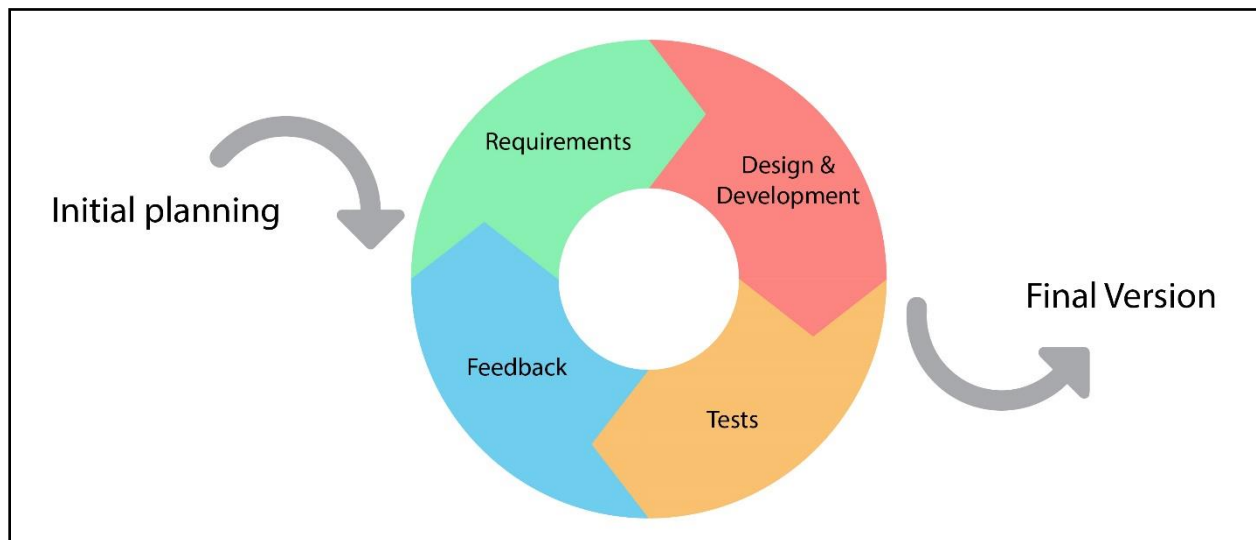 Initial planning
Requirements
Design &
Development
Tests
Feedback
Final Version